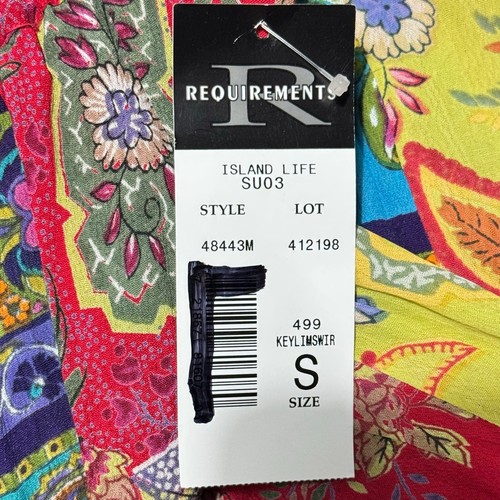 R
REQUIREMENTS
ISLAND LIFE
SU03
STYLE LOT
48443M 412198
499
KEYLIMSWIR
S
SIZE